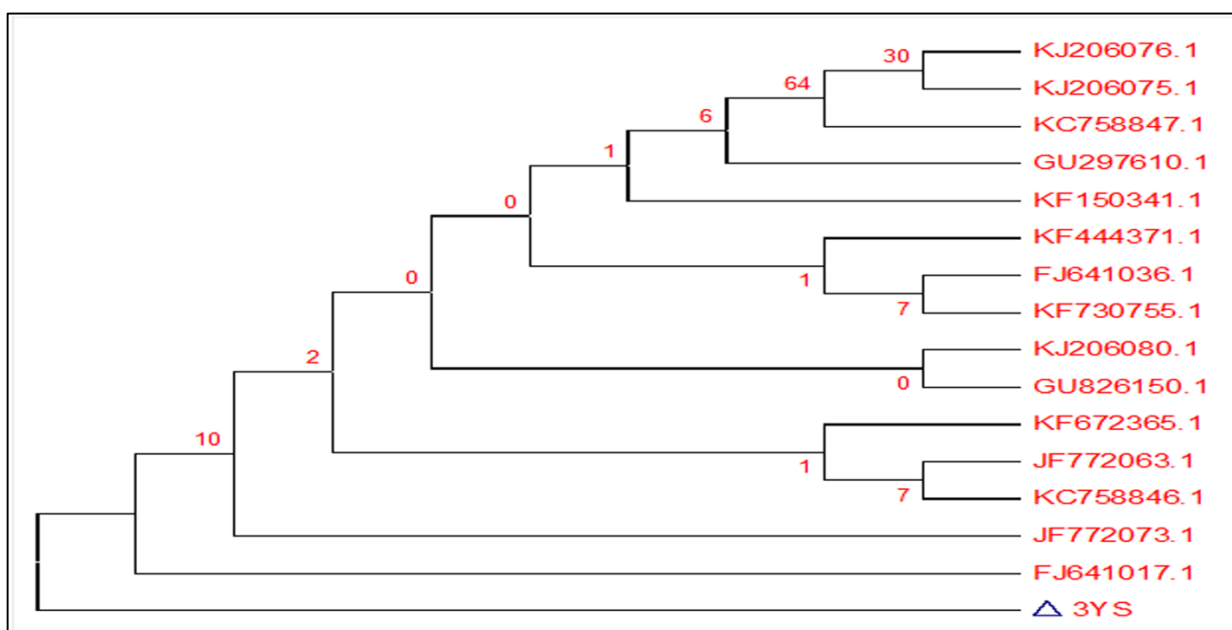 KJ206076.1
30
KJ206075.1
64
KC758847.1
6
GU297610.1
1
KF150341.1
0
KF444371.1
1
FJ641036.1
0
7
KF730755.1
KJ206080.1
2
0
GU826150.1
KF672365.1
10
1
JF772063.1
7
KC758846.1
JF772073.1
FJ641017.1
3YS